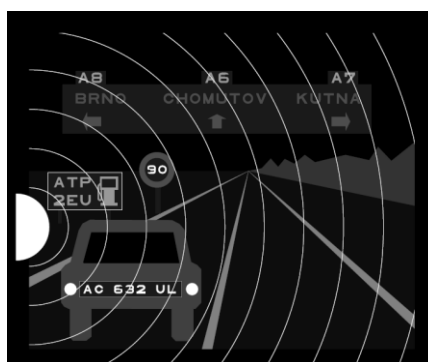 A8 A6 A7
BRNO CHOMUTOV KUTNA
90
ATP
2EU
AC 632 UL